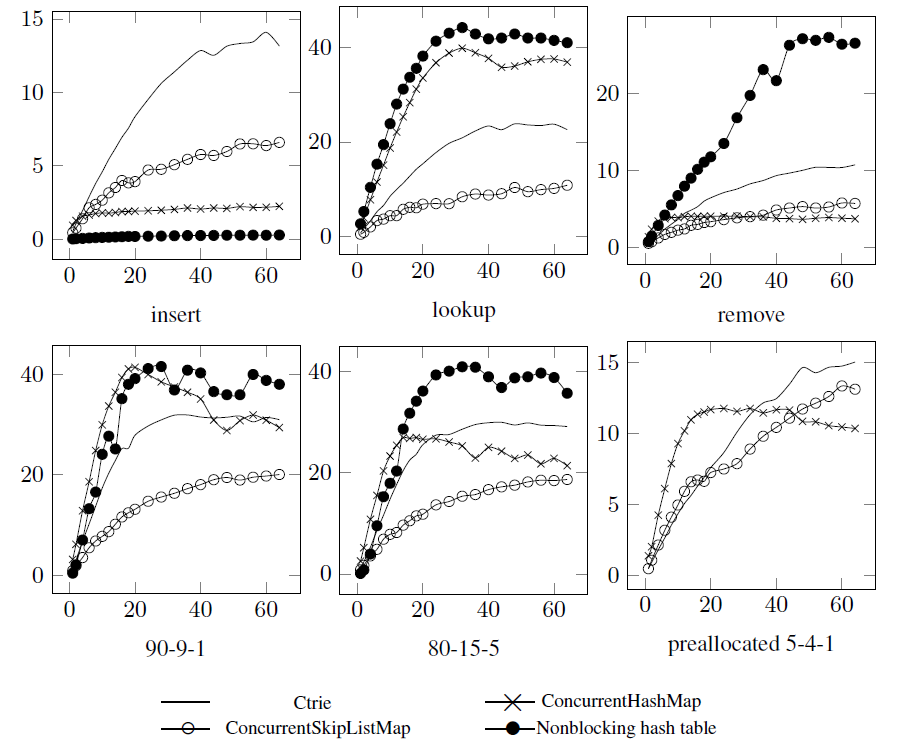 15
10
5
0
0 20 40 60
insert
40
20
0
0 20 40 60
lookup
20
10
0
0 20 40 60
remove
40
20
0
0 20 40 60
90-9-1
40
20
0
0 20 40 60
80-15-5
15
10
5
0
0 20 40 60
preallocated 5-4-1
Ctrie
ConcurrentHashMap
ConcurrentSkipListMap
Nonblocking hash table